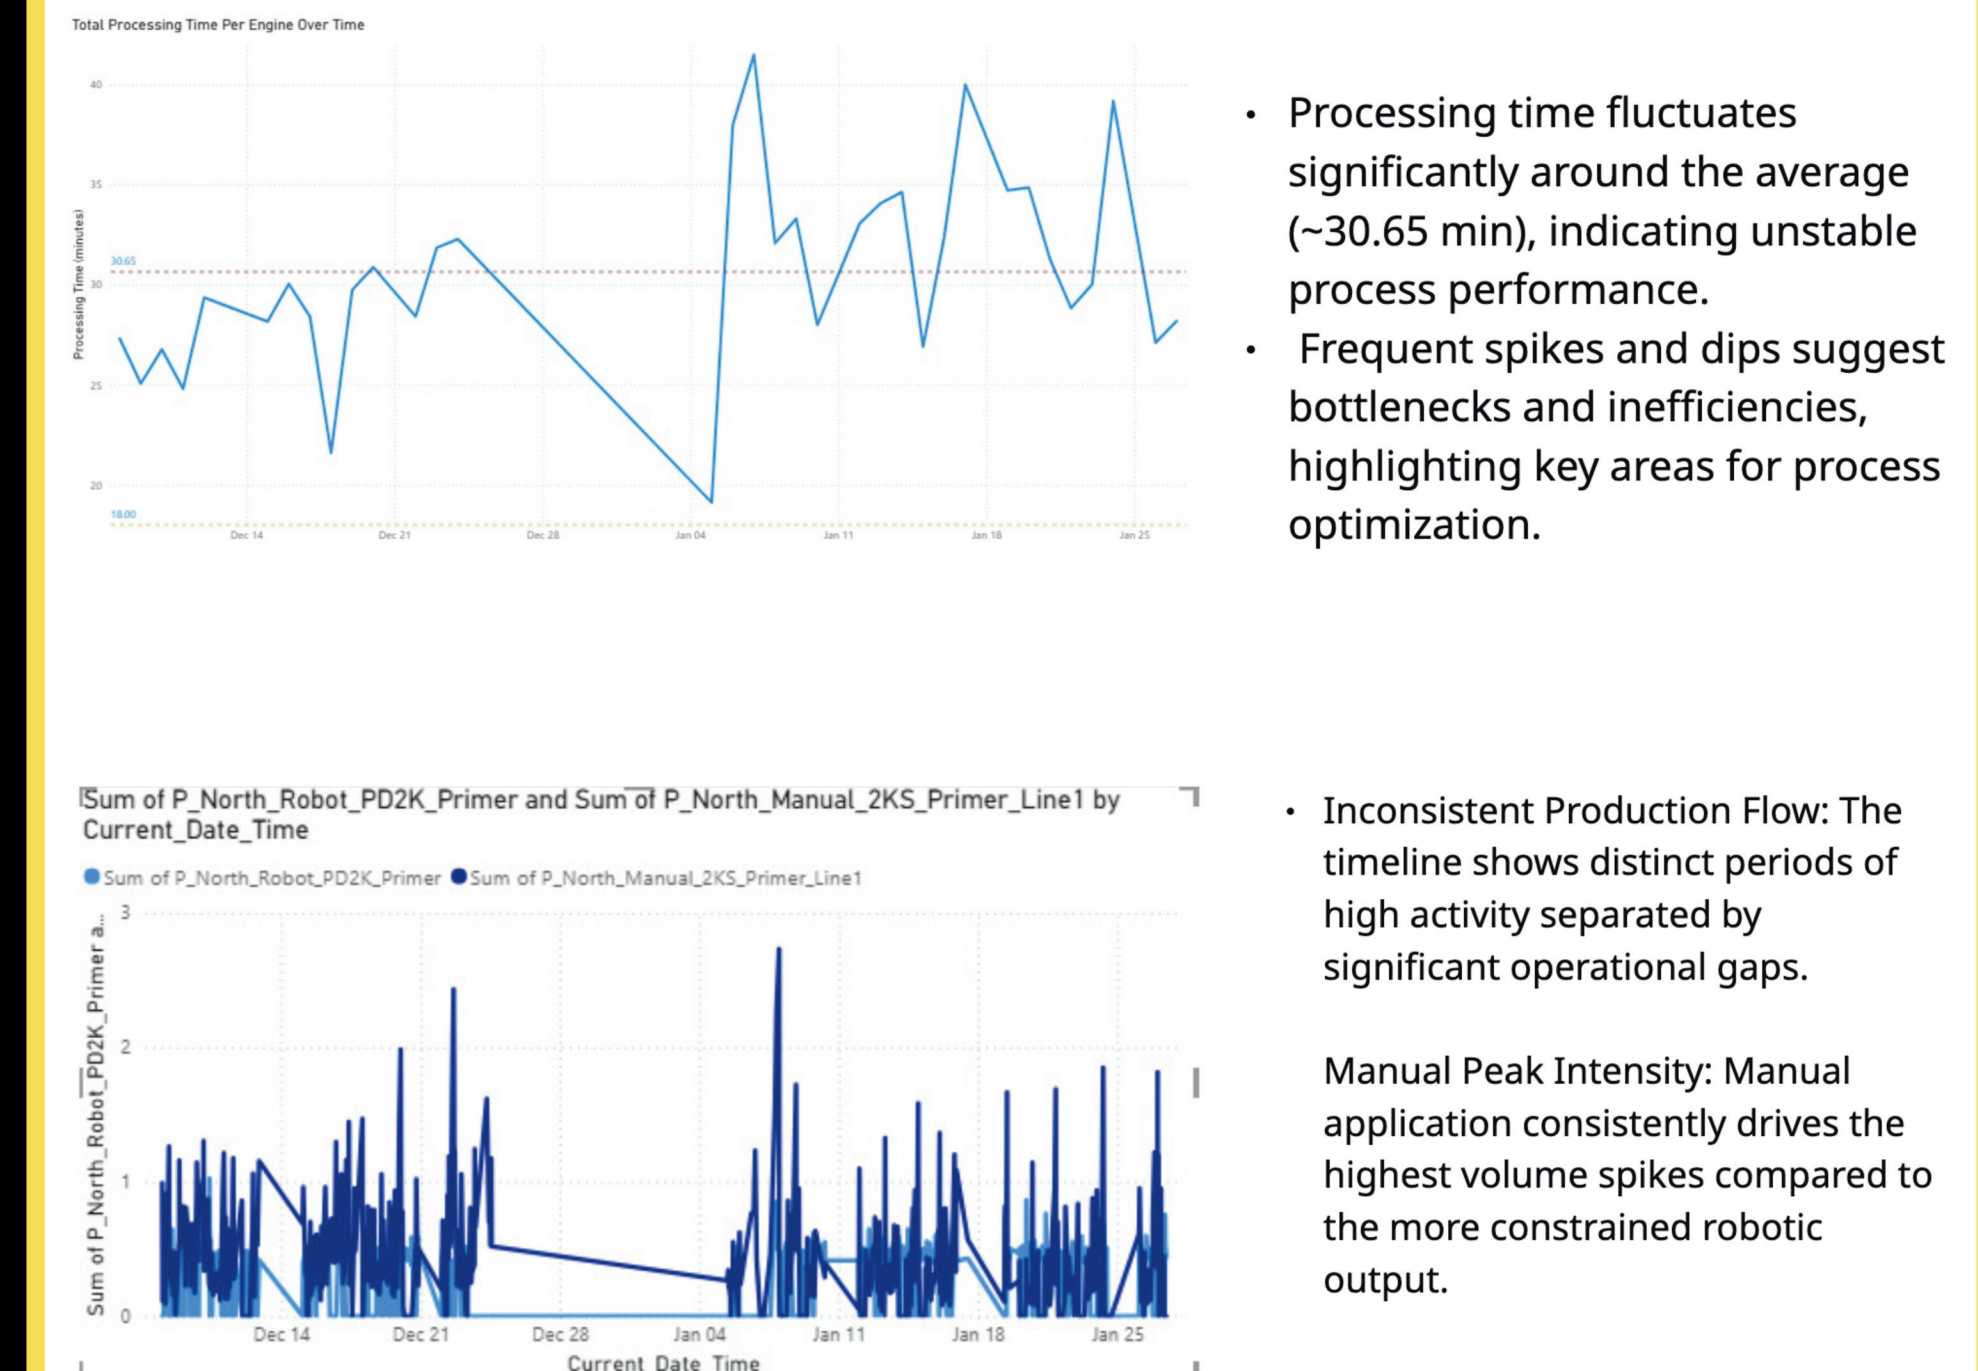 Total Processing Time Per Engine Over Time
Processing Time (minutes)
40
35
30.65
30
25
20
18.00
Dec 14 Dec 21 Dec 28 Jan 04 Jan 11 Jan 18 Jan 25
• Processing time fluctuates
significantly around the average
(~30.65 min), indicating unstable
process performance.
• Frequent spikes and dips suggest
bottlenecks and inefficiencies,
highlighting key areas for process
optimization.
Sum of P_North_Robot_PD2K_Primer and Sum of P_North_Manual_2KS_Primer_Line1 by
Current_Date_Time
Sum of P_North_Robot_PD2K_Primer Sum of P_North_Manual_2KS_Primer_Line1
Sum of P_North_Robot_PD2K_Primer a...
3
2
1
0
Dec 14 Dec 21 Dec 28 Jan 04 Jan 11 Jan 18 Jan 25
Current_Date_Time
• Inconsistent Production Flow: The
timeline shows distinct periods of
high activity separated by
significant operational gaps.
Manual Peak Intensity: Manual
application consistently drives the
highest volume spikes compared to
the more constrained robotic
output.